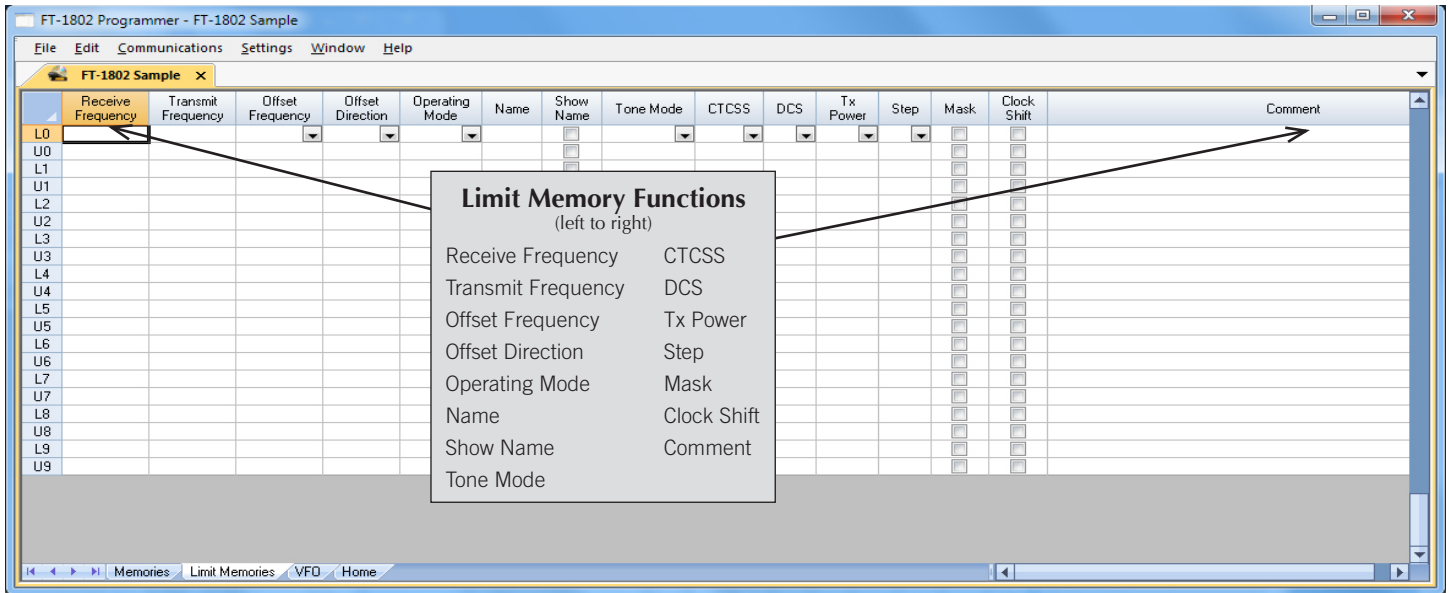 FT-1802 Programmer - FT-1802 Sample
File Edit Communications Settings Window Help
FT-1802 Sample X
Receive Frequency Transmit Frequency Offset Frequency Offset Direction Operating Mode Name Show Name Tone Mode CTCSS DCS Tx Power Step Mask Clock Shift Comment
L0
U0
L1
U1
L2
U2
L3
U3
L4
U4
L5
U5
L6
U6
L7
U7
L8
U8
L9
U9
Limit Memory Functions
(left to right)
Receive Frequency CTCSS
Transmit Frequency DCS
Offset Frequency Tx Power
Offset Direction Step
Operating Mode Mask
Name Clock Shift
Show Name Comment
Tone Mode
Memories Limit Memories VFO Home